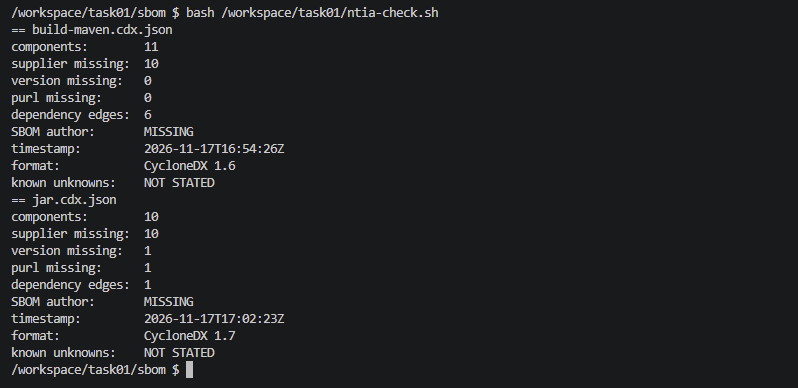 /workspace/task01/sbom $ bash /workspace/task01/ntia-check.sh
== build-maven.cdx.json
components:       11
supplier missing:  10
version missing:   0
purl missing:      0
dependency edges:  6
SBOM author:       MISSING
timestamp:         2026-11-17T16:54:26Z
format:            CycloneDX 1.6
known unknowns:    NOT STATED
== jar.cdx.json
components:       10
supplier missing:  10
version missing:   1
purl missing:      1
dependency edges:  1
SBOM author:       MISSING
timestamp:         2026-11-17T17:02:23Z
format:            CycloneDX 1.7
known unknowns:    NOT STATED
/workspace/task01/sbom $